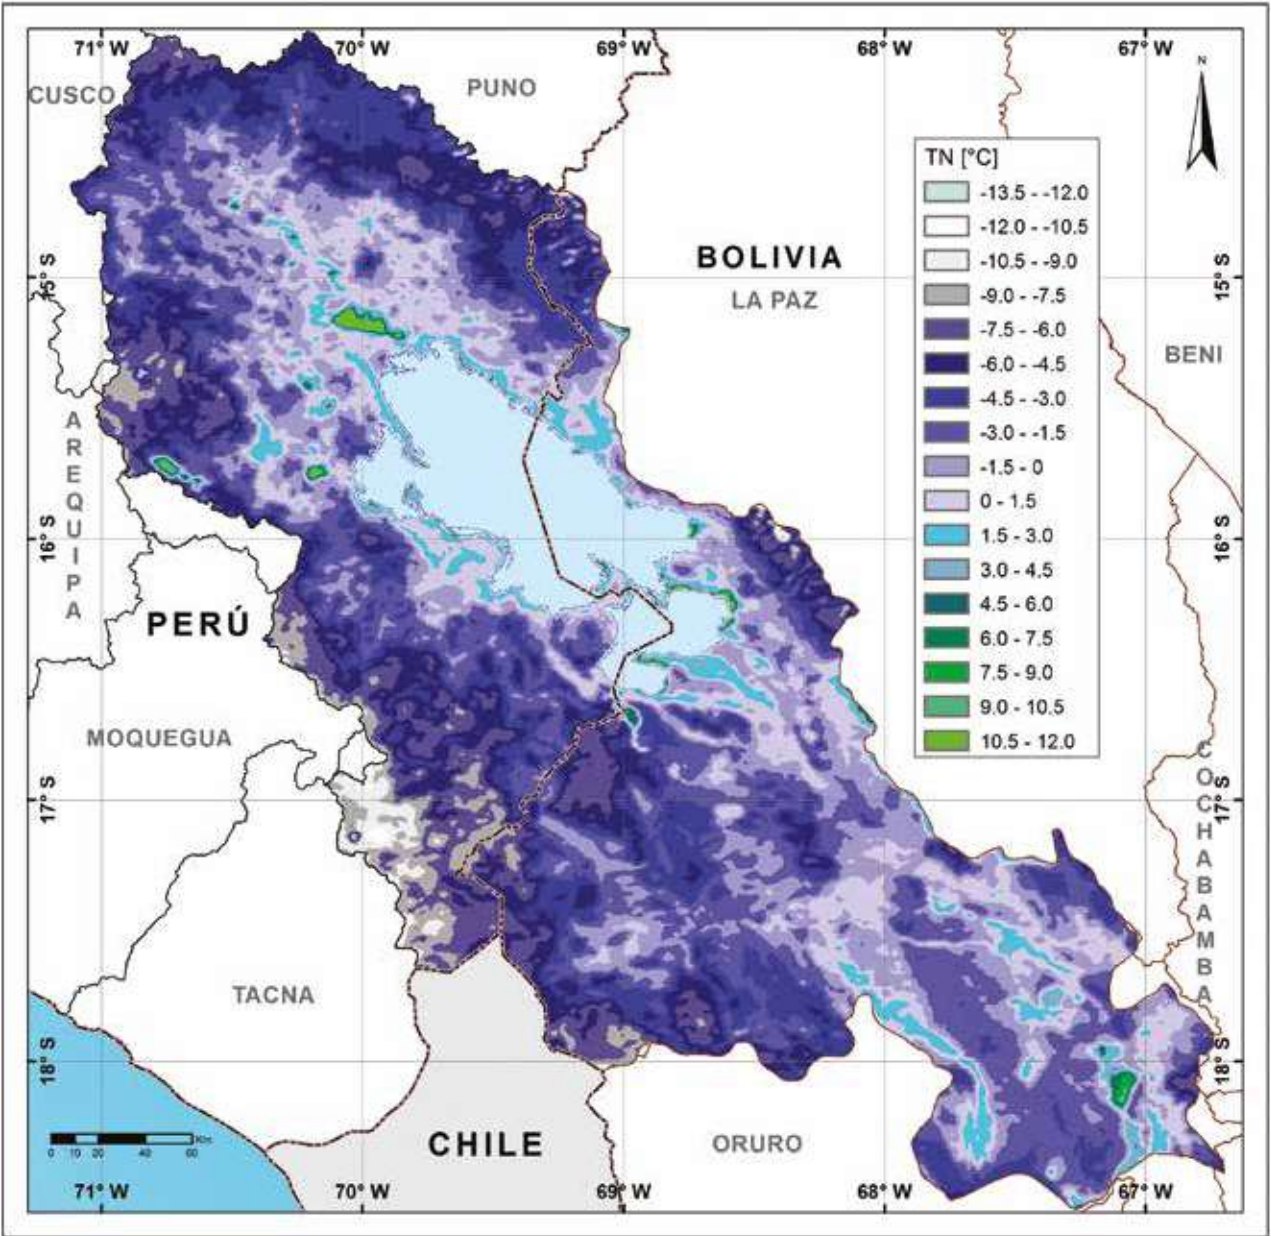 71° W
70° W
69° W
68° W
67° W
N
CUSCO
PUNO
TN [°C]
-13.5 - -12.0
-12.0 - -10.5
-10.5 - -9.0
-9.0 - -7.5
-7.5 - -6.0
-6.0 - -4.5
-4.5 - -3.0
-3.0 - -1.5
-1.5 - 0
0 - 1.5
1.5 - 3.0
3.0 - 4.5
4.5 - 6.0
6.0 - 7.5
7.5 - 9.0
9.0 - 10.5
10.5 - 12.0
BOLIVIA
LA PAZ
15° S
15° S
BENI
AREQUIPA
16° S
16° S
PERÚ
MOQUEGUA
COCHABAMBA
17° S
17° S
TACNA
18° S
18° S
CHILE
ORURO
Km
0 10 20 40 60
71° W
70° W
69° W
68° W
67° W